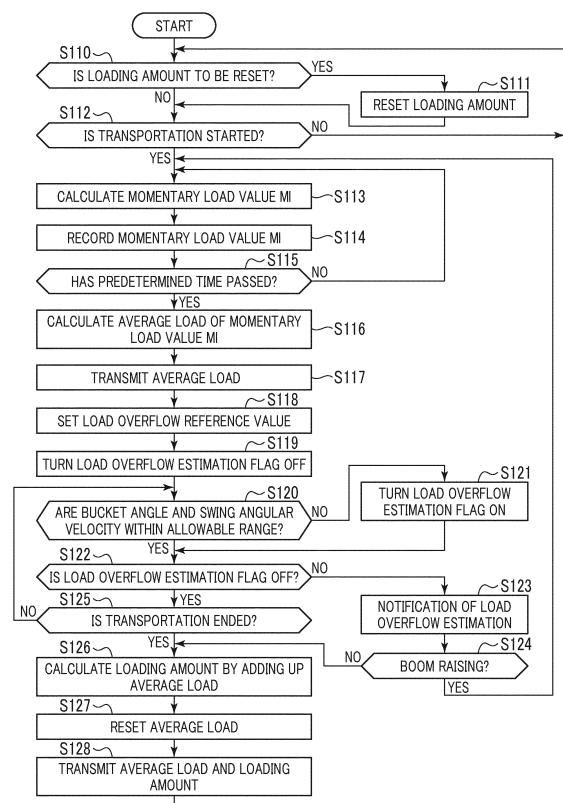 START
S110
IS LOADING AMOUNT TO BE RESET?
YES
S111
NO
RESET LOADING AMOUNT
S112
IS TRANSPORTATION STARTED?
NO
YES
CALCULATE MOMENTARY LOAD VALUE MI
S113
RECORD MOMENTARY LOAD VALUE MI
S114
S115
HAS PREDETERMINED TIME PASSED?
NO
YES
CALCULATE AVERAGE LOAD OF MOMENTARY
LOAD VALUE MI
S116
TRANSMIT AVERAGE LOAD
S117
S118
SET LOAD OVERFLOW REFERENCE VALUE
S119
TURN LOAD OVERFLOW ESTIMATION FLAG OFF
S120
ARE BUCKET ANGLE AND SWING ANGULAR
VELOCITY WITHIN ALLOWABLE RANGE?
NO
S121
TURN LOAD OVERFLOW
ESTIMATION FLAG ON
YES
S122
IS LOAD OVERFLOW ESTIMATION FLAG OFF?
NO
S123
NOTIFICATION OF LOAD
OVERFLOW ESTIMATION
YES
S125
NO
IS TRANSPORTATION ENDED?
S124
BOOM RAISING?
NO
YES
YES
S126
CALCULATE LOADING AMOUNT BY ADDING UP
AVERAGE LOAD
S127
RESET AVERAGE LOAD
S128
TRANSMIT AVERAGE LOAD AND LOADING
AMOUNT